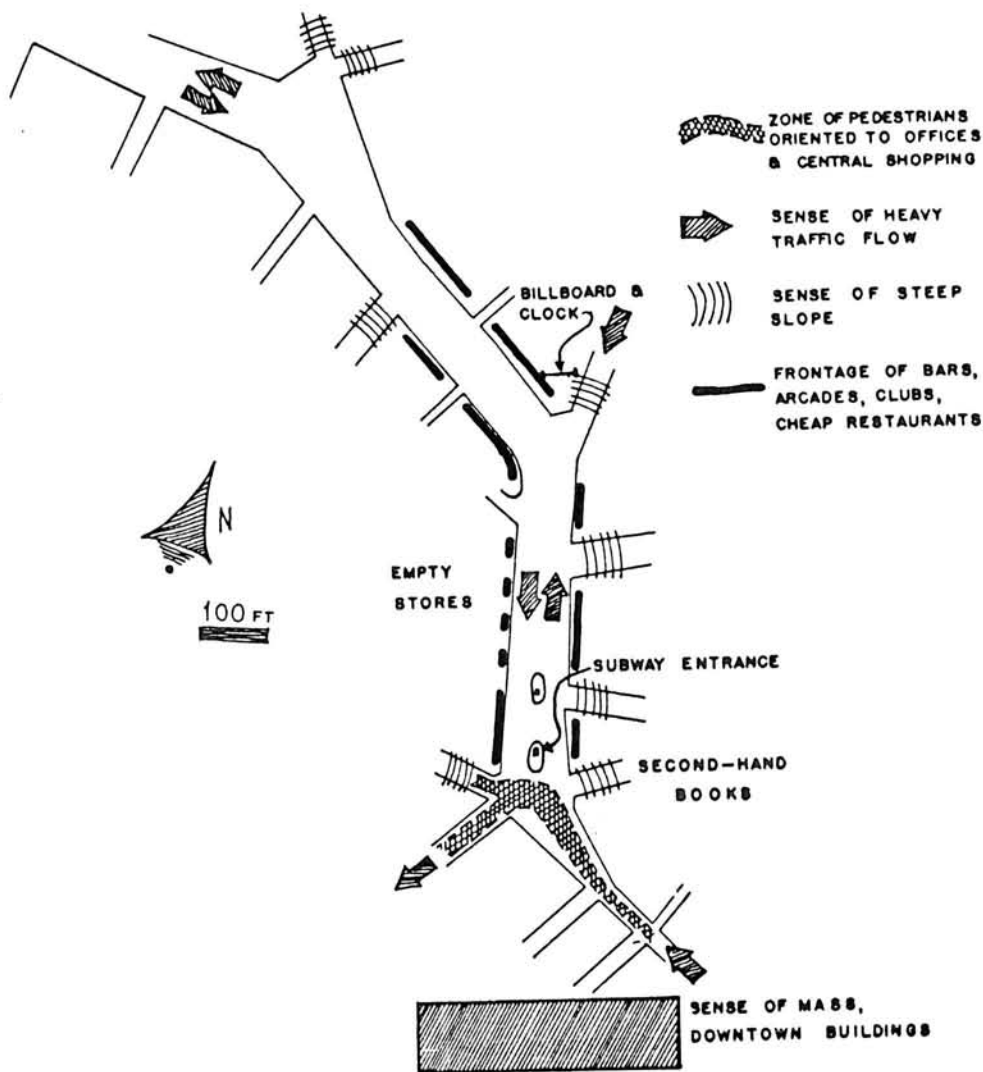 ZONE OF PEDESTRIANS
ORIENTED TO OFFICES
& CENTRAL SHOPPING
SENSE OF HEAVY
TRAFFIC FLOW
BILLBOARD &
CLOCK
SENSE OF STEEP
SLOPE
FRONTAGE OF BARS,
ARCADES, CLUBS,
CHEAP RESTAURANTS
N
EMPTY
STORES
100 FT
SUBWAY ENTRANCE
SECOND-HAND
BOOKS
SENSE OF MASS,
DOWNTOWN BUILDINGS